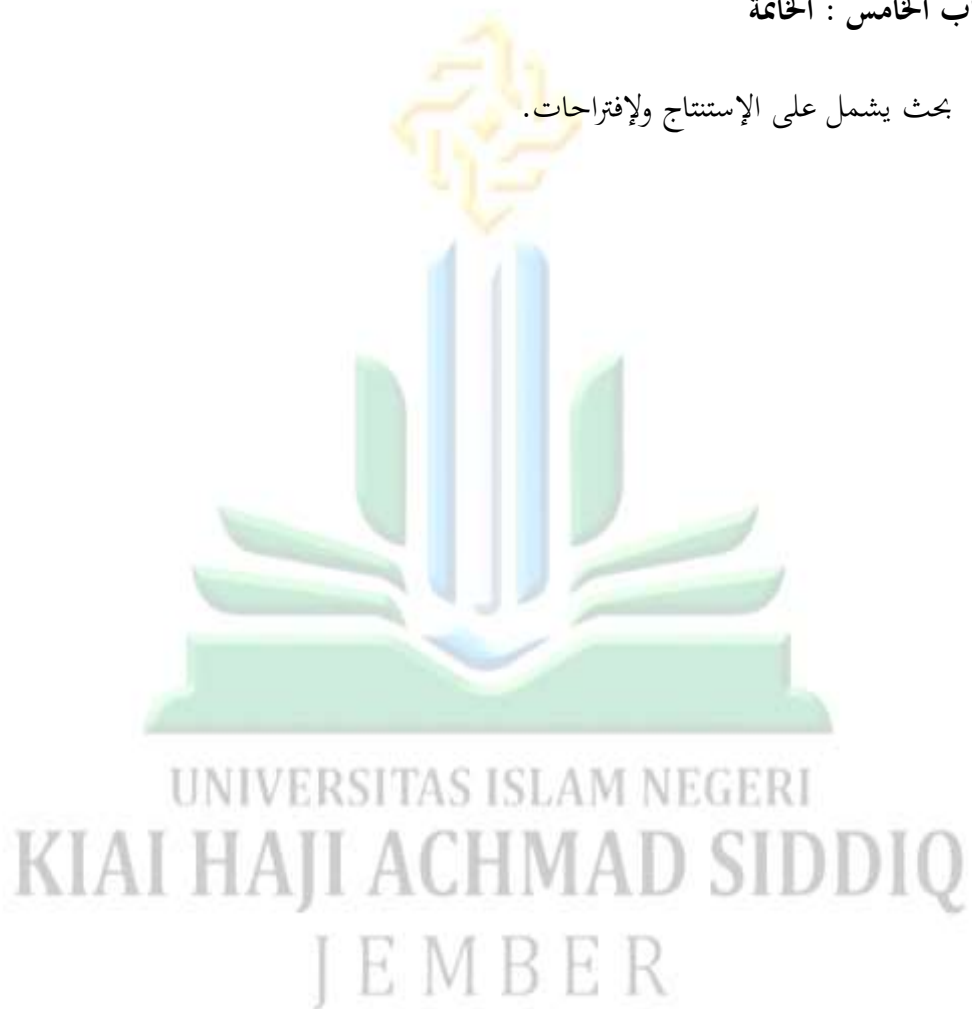 ب الخامس : الخاتمة
بحث يشمل على الإستنتاج ولإفتراحات.
UNIVERSITAS ISLAM NEGERI
KIAI HAJI ACHMAD SIDDIQ
JEMBER